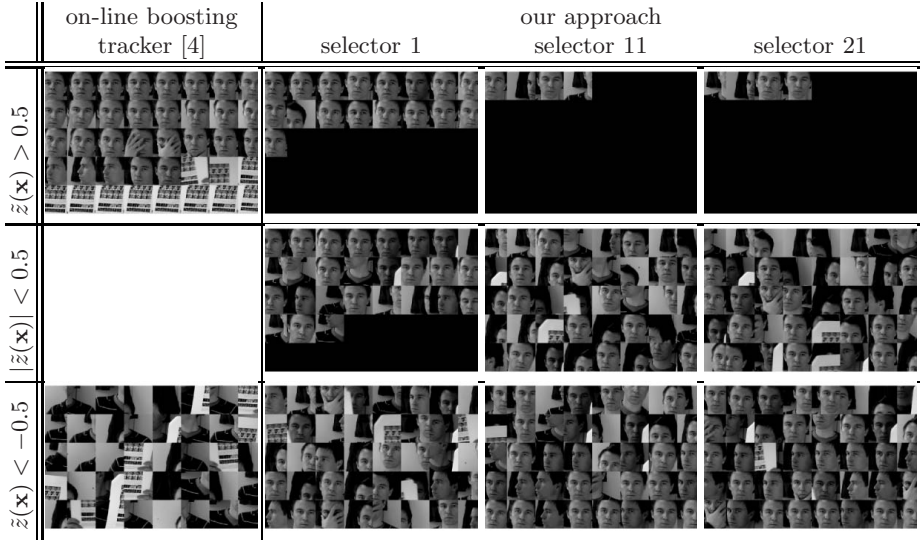 on-line boosting
tracker [4]
our approach
selector 1
selector 11
selector 21
z̃(x) > 0.5
|z̃(x)| < 0.5
z̃(x) < −0.5